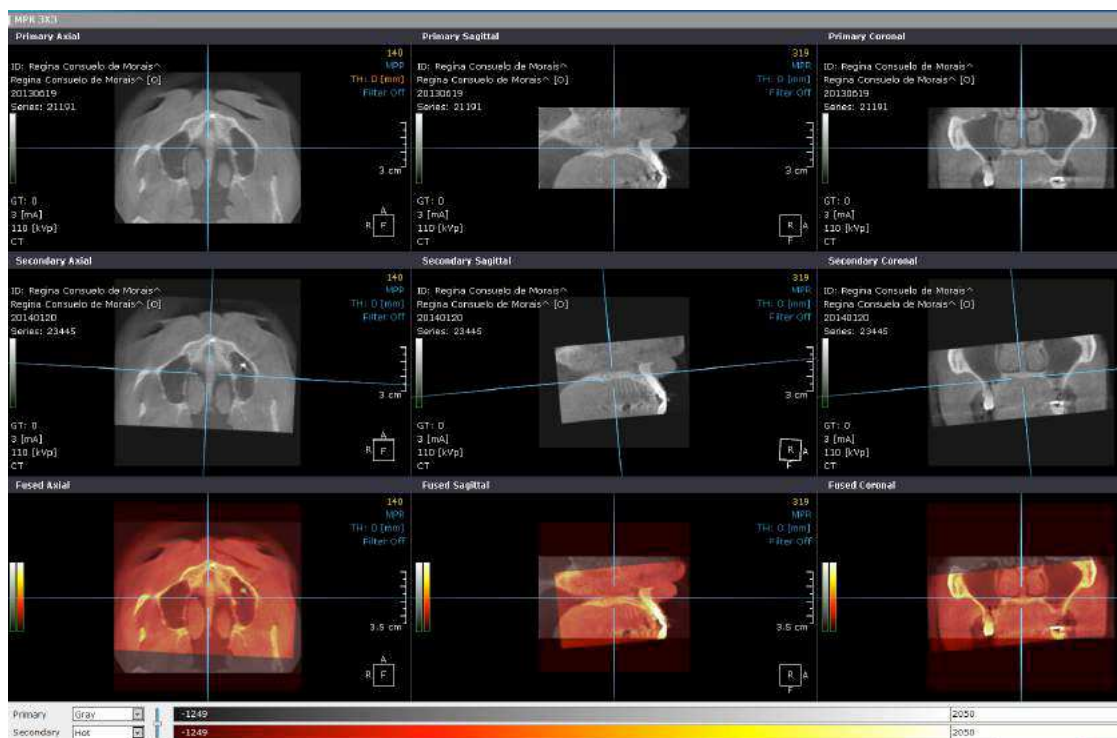 MPR 3X3
Primary Axial
140
MPR
TH: 0 [mm]
Filter Off
ID: Regina Consuelo de Morais^
Regina Consuelo de Morais^ [O]
20130619
Series: 21191
3 cm
GT: 0
3 [mA]
110 [kVp]
CT
A
R F
Primary Sagittal
319
MPR
TH: 0 [mm]
Filter Off
ID: Regina Consuelo de Morais^
Regina Consuelo de Morais^ [O]
20130619
Series: 21191
3 cm
GT: 0
3 [mA]
110 [kVp]
CT
R A
F
Primary Coronal
ID: Regina Consuelo de Morais^
Regina Consuelo de Morais^ [O]
20130619
Series: 21191
GT: 0
3 [mA]
110 [kVp]
CT
Secondary Axial
140
MPR
TH: 0 [mm]
Filter Off
ID: Regina Consuelo de Morais^
Regina Consuelo de Morais^ [O]
20140120
Series: 23445
3 cm
GT: 0
3 [mA]
110 [kVp]
CT
A
R F
Secondary Sagittal
319
MPR
TH: 0 [mm]
Filter Off
ID: Regina Consuelo de Morais^
Regina Consuelo de Morais^ [O]
20140120
Series: 23445
3 cm
GT: 0
3 [mA]
110 [kVp]
CT
R A
F
Secondary Coronal
ID: Regina Consuelo de Morais^
Regina Consuelo de Morais^ [O]
20140120
Series: 23445
GT: 0
3 [mA]
110 [kVp]
CT
Fused Axial
140
MPR
TH: 0 [mm]
Filter Off
3.5 cm
A
R F
Fused Sagittal
319
MPR
TH: 0 [mm]
Filter Off
3.5 cm
R A
F
Fused Coronal
Primary Gray -1249 2050
Secondary Hot -1249 2050